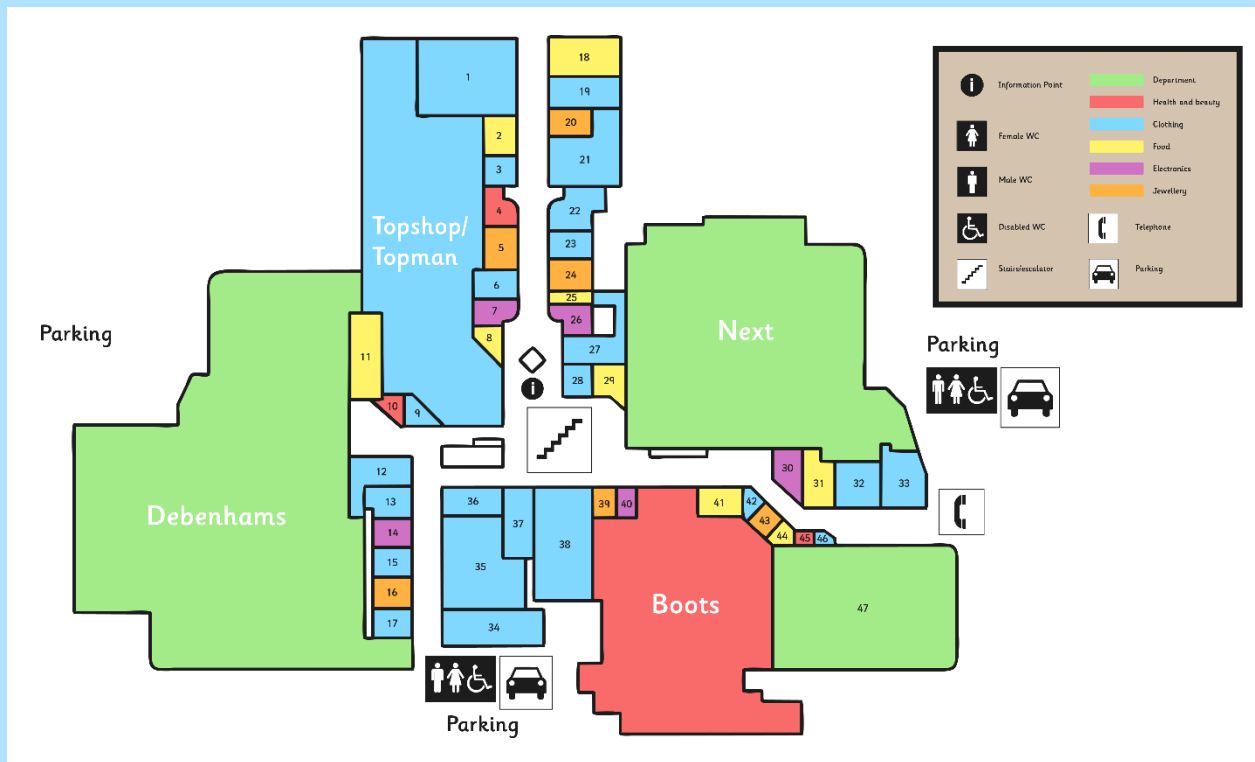 1
18
19
2
20
21
3
4
22
Topshop/
Topman
5
23
24
6
25
7
26
8
27
11
28
29
10
9
i
Next
Debenhams
12
13
14
15
16
17
36
37
35
38
34
39
40
41
42
43
44
45
46
30
31
32
33
Boots
47
Parking
Parking
Parking
i
Information Point
Female WC
Male WC
Disabled WC
Stairs/escalator
Department
Health and beauty
Clothing
Food
Electronics
Jewellery
Telephone
Parking